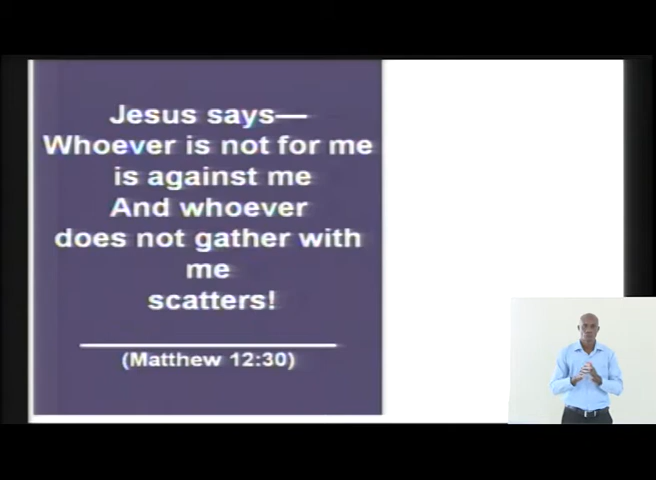 Jesus says—
Whoever is not for me
is against me
And whoever
does not gather with
me
scatters!
(Matthew 12:30)